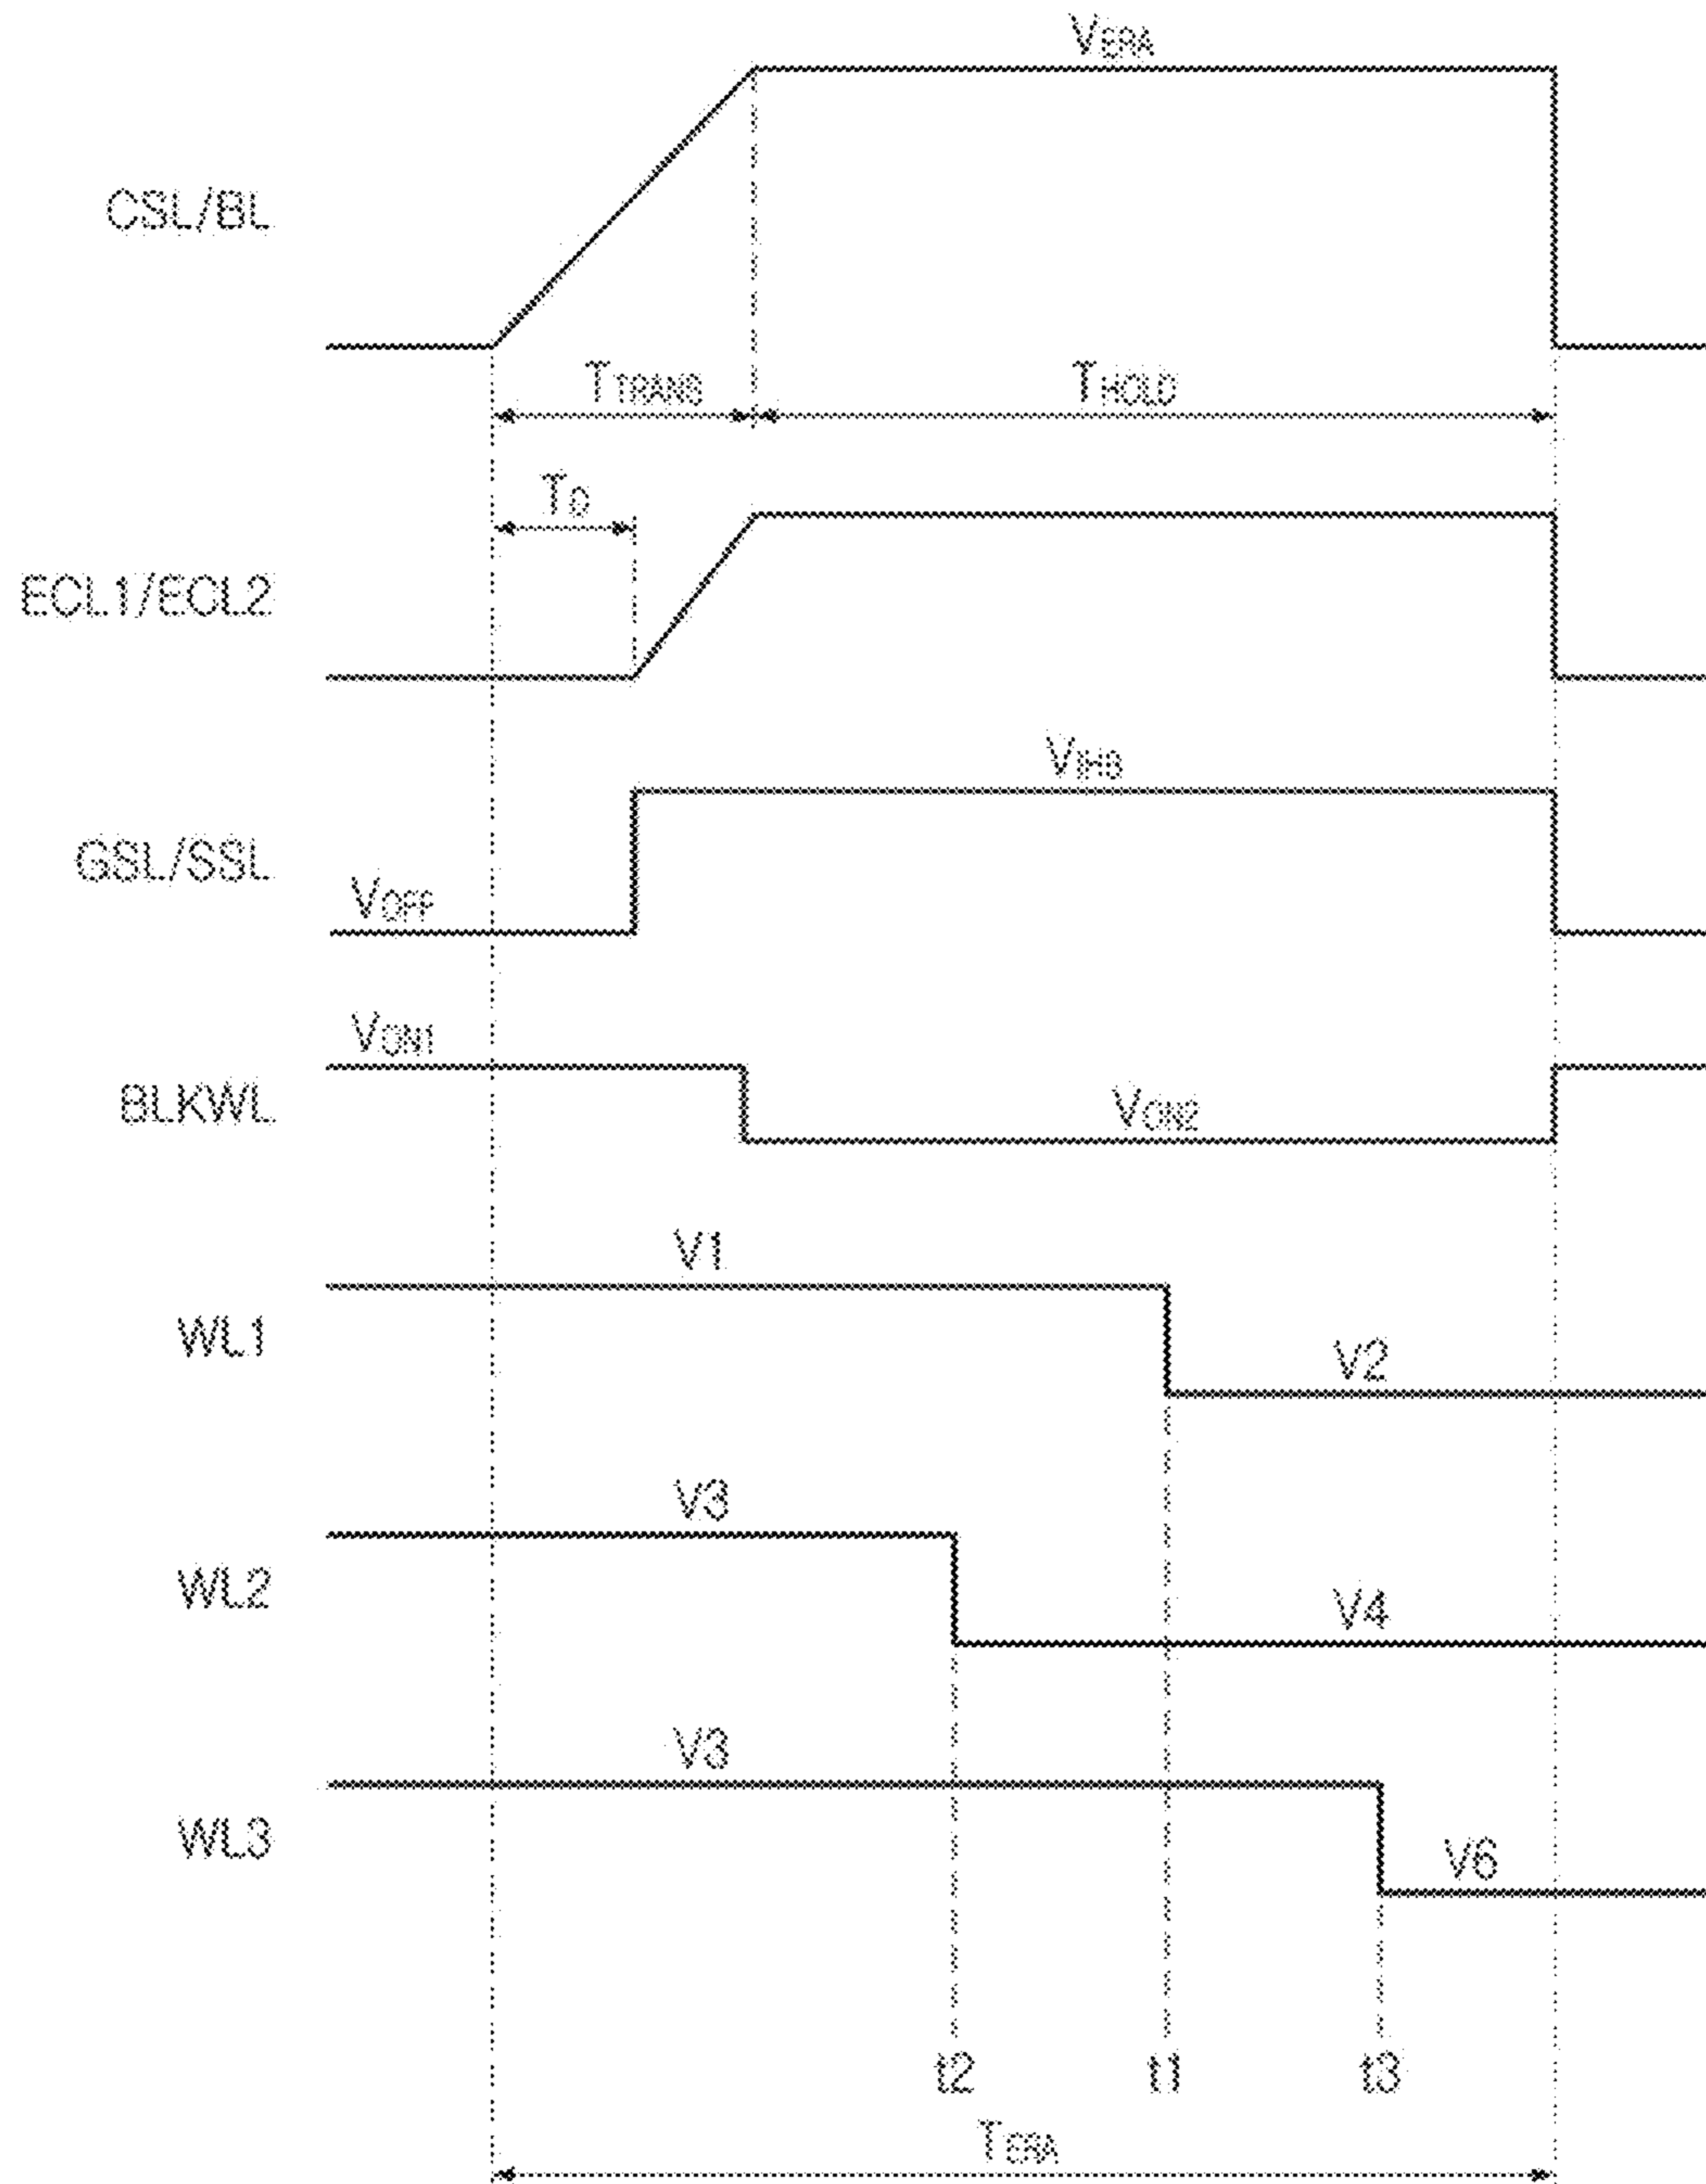 VERA
CSL/BL
TTRANS
THOLD
TD
ECL1/ECL2
VIHB
GSL/SSL
VOFF
VON1
BLKWL
VON2
V1
WL1
V2
V3
WL2
V4
V3
WL3
V6
t2
t1
t3
TERA